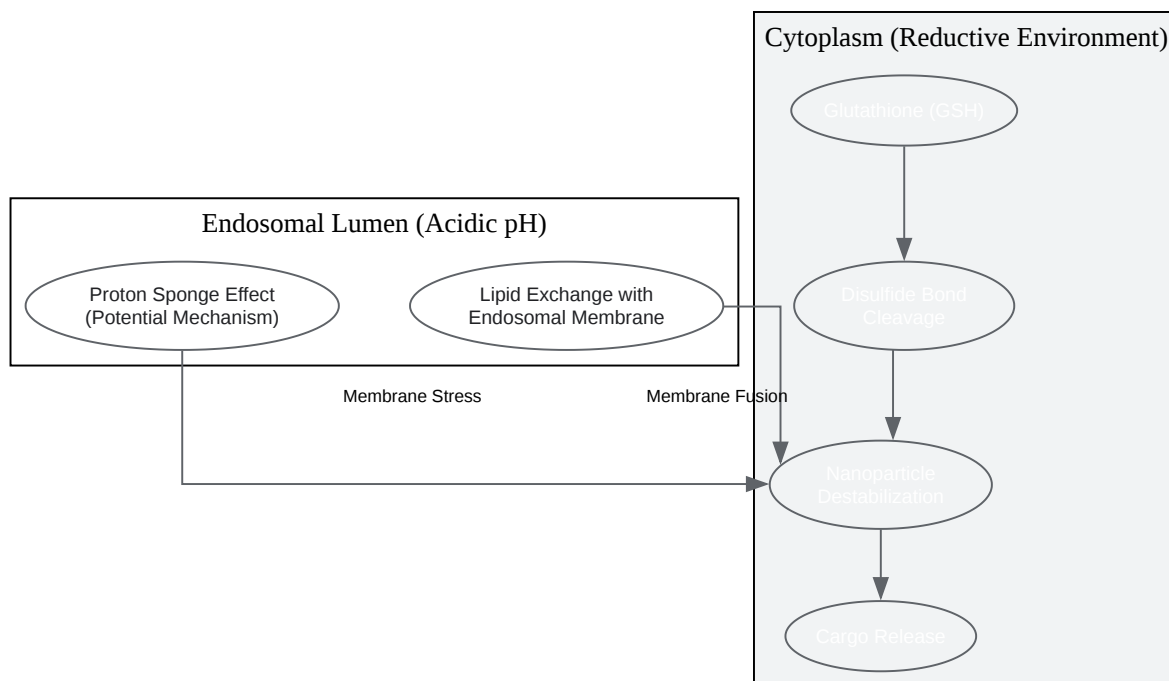 Cytoplasm (Reductive Environment)
Glutathione (GSH)
Endosomal Lumen (Acidic pH)
Proton Sponge Effect
(Potential Mechanism)
Lipid Exchange with
Endosomal Membrane
Disulfide Bond
Cleavage
Membrane Stress
Membrane Fusion
Nanoparticle
Destabilization
Cargo Release